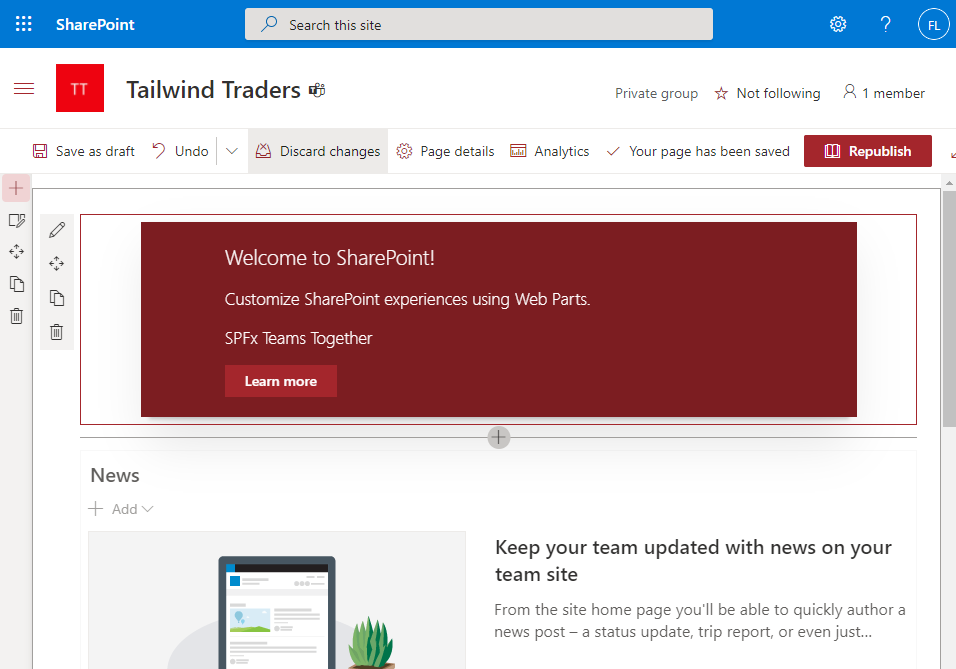 SharePoint
Search this site
?
FL
TT
Tailwind Traders
Private group
Not following
1 member
Save as draft
Undo
Discard changes
Page details
Analytics
Your page has been saved
Republish
Welcome to SharePoint!
Customize SharePoint experiences using Web Parts.
SPFx Teams Together
Learn more
News
Add
Keep your team updated with news on your
team site
From the site home page you'll be able to quickly author a
news post – a status update, trip report, or even just...